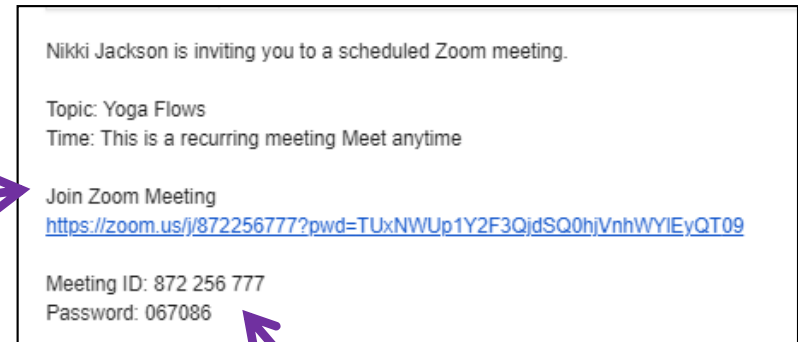 Nikki Jackson is inviting you to a scheduled Zoom meeting.
Topic: Yoga Flows
Time: This is a recurring meeting Meet anytime
Join Zoom Meeting
https://zoom.us/j/872256777?pwd=TUxNWUp1Y2F3QjdSQ0hjVnhWYlEyQT09
Meeting ID: 872 256 777
Password: 067086